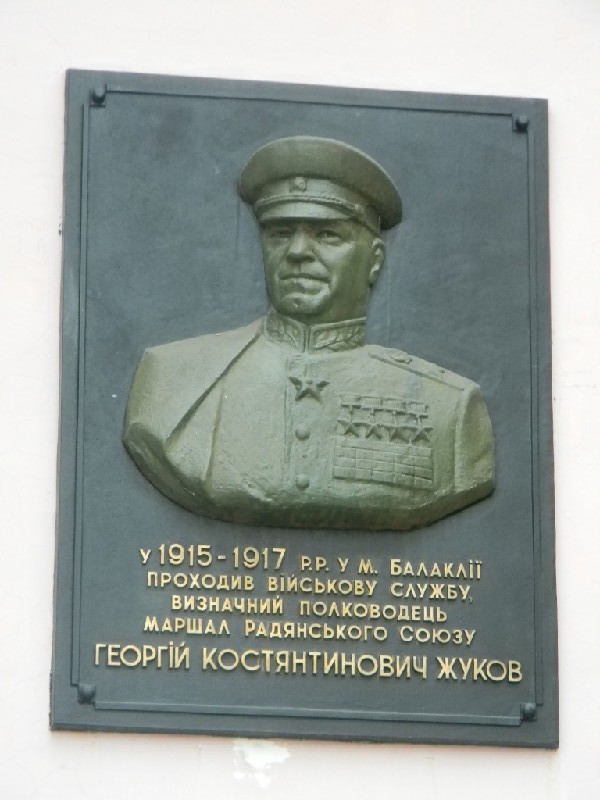 У 1915-1917 Р.Р. У М. БАЛАКЛІЇ
ПРОХОДИВ ВІЙСЬКОВУ СЛУЖБУ,
ВИЗНАЧНИЙ ПОЛКОВОДЕЦЬ
МАРШАЛ РАДЯНСЬКОГО СОЮЗУ
ГЕОРГІЙ КОСТЯНТИНОВИЧ ЖУКОВ